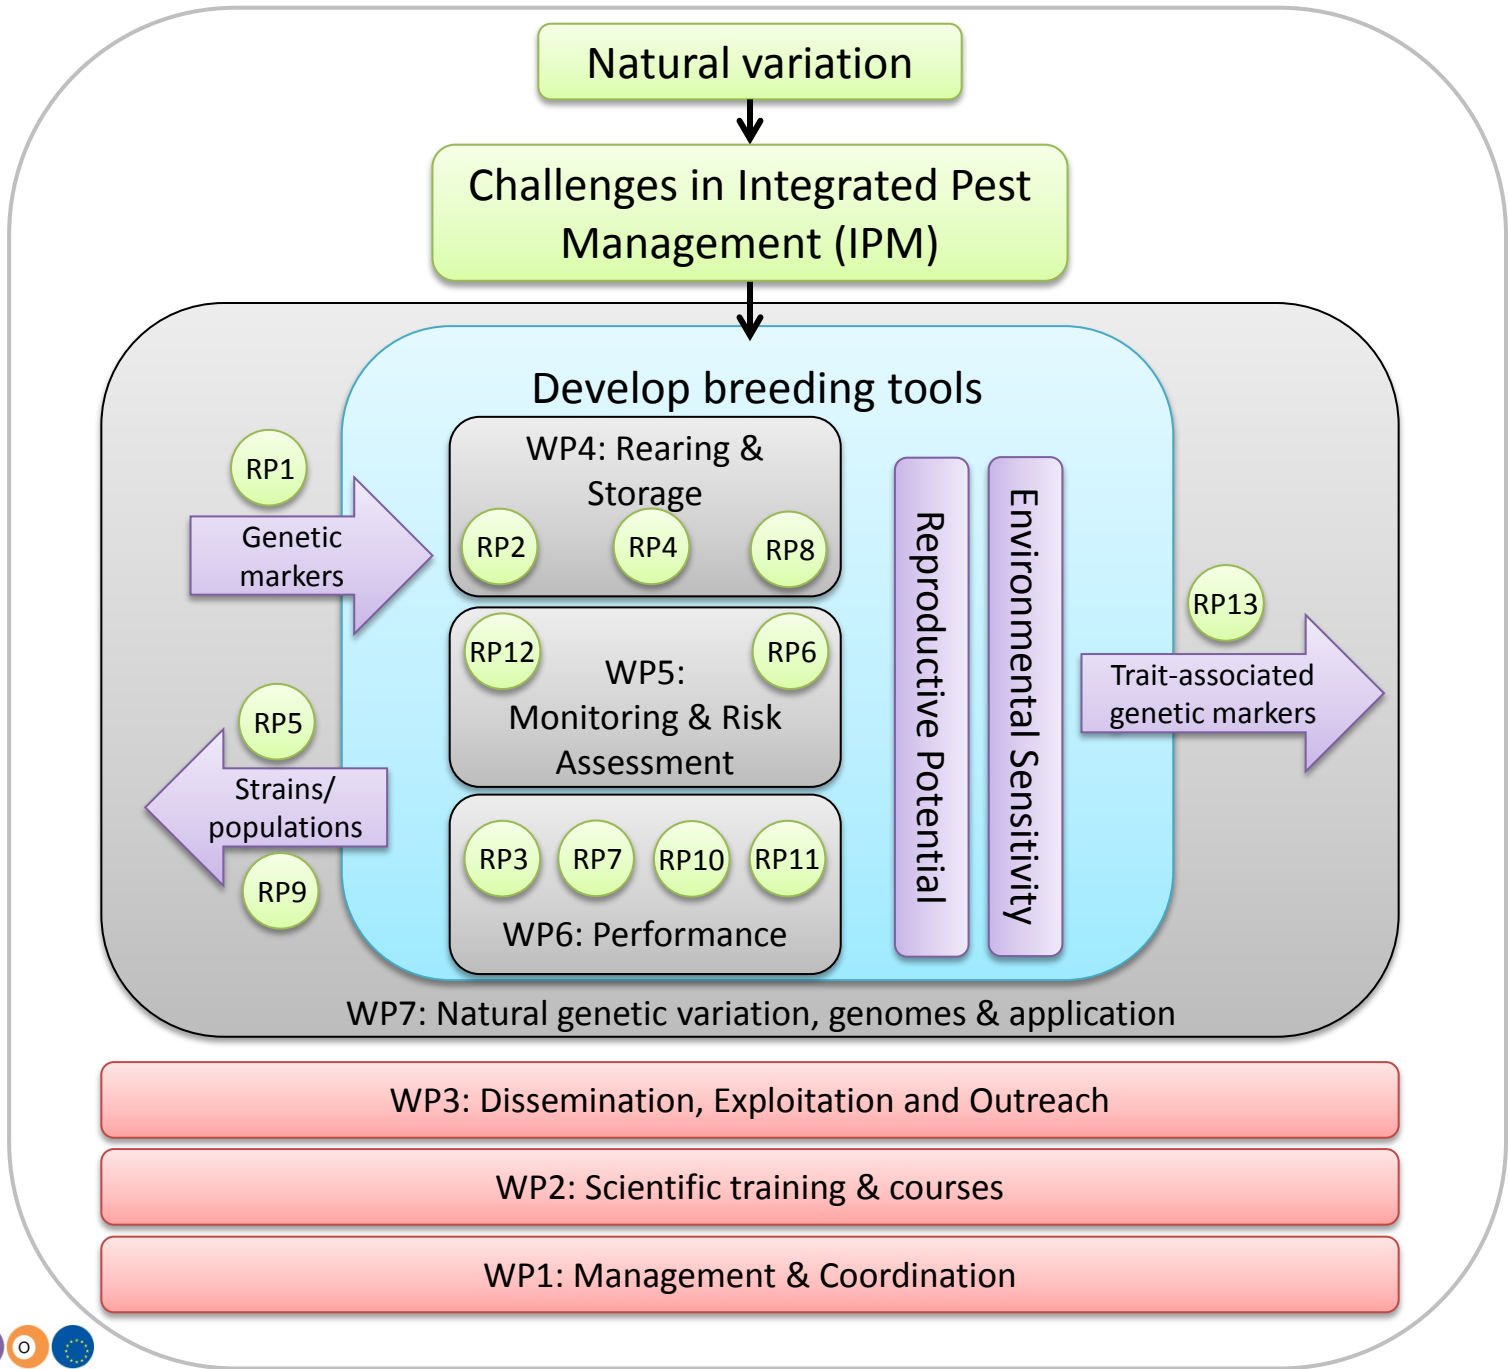 Natural variation
Challenges in Integrated Pest
Management (IPM)
Develop breeding tools
WP4: Rearing &
Storage
RP2
RP4
RP8
RP12
RP6
WP5:
Monitoring & Risk
Assessment
RP3
RP7
RP10
RP11
WP6: Performance
Reproductive Potential
Environmental Sensitivity
RP1
Genetic
markers
RP5
Strains/
populations
RP9
RP13
Trait-associated
genetic markers
WP7: Natural genetic variation, genomes & application
WP3: Dissemination, Exploitation and Outreach
WP2: Scientific training & courses
WP1: Management & Coordination
O